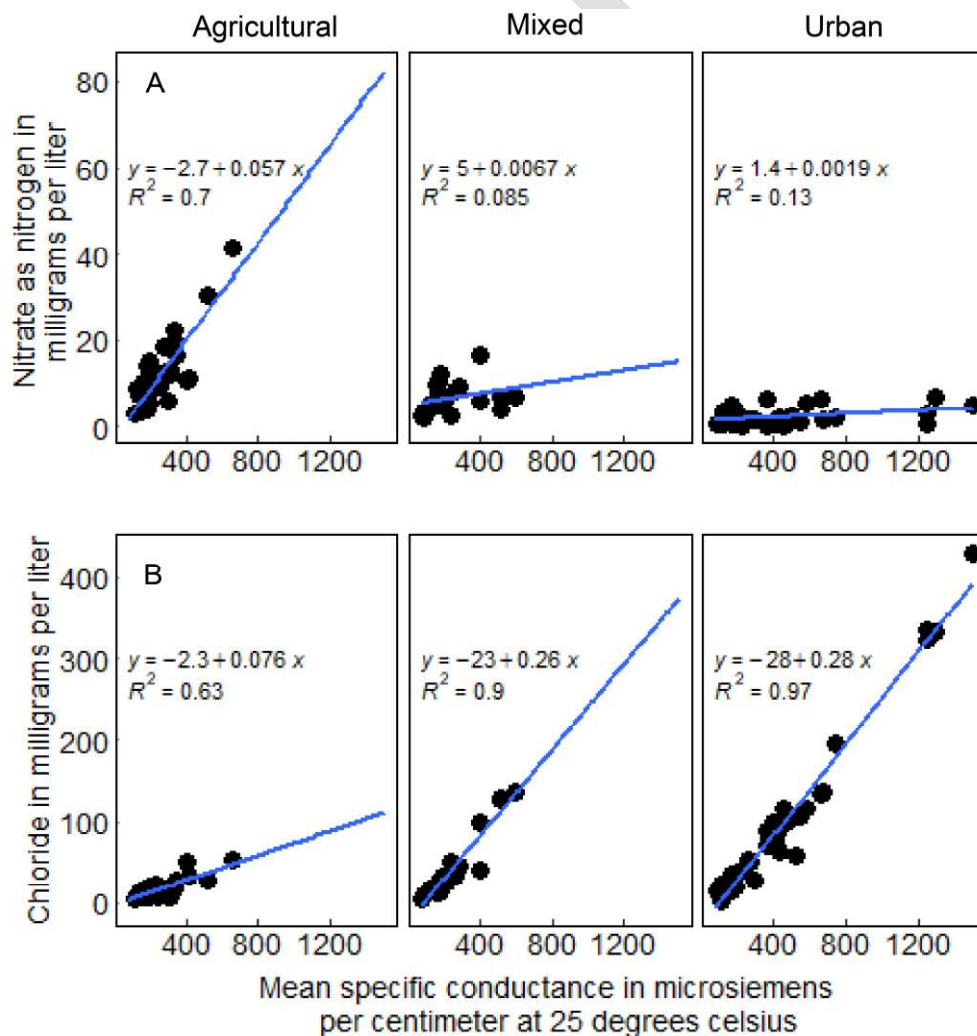 Agricultural Mixed Urban
A
Nitrate as nitrogen in
milligrams per liter
80
60
40
20
0
y = −2.7+0.057 x
R² = 0.7
y = 5+0.0067 x
R² = 0.085
y = 1.4+0.0019 x
R² = 0.13
400 800 1200 400 800 1200 400 800 1200
B
Chloride in milligrams per liter
400
300
200
100
0
y = −2.3+0.076 x
R² = 0.63
y = −23+0.26 x
R² = 0.9
y = −28+0.28 x
R² = 0.97
400 800 1200 400 800 1200 400 800 1200
Mean specific conductance in microsiemens
per centimeter at 25 degrees celsius